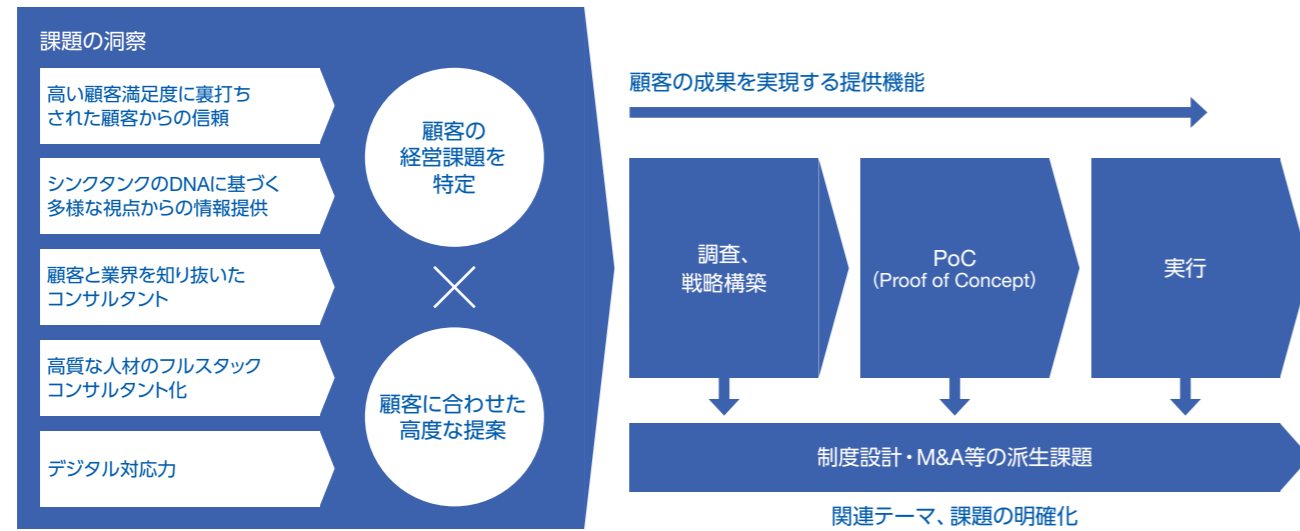 課題の洞察
高い顧客満足度に裏打ち
された顧客からの信頼
シンクタンクのDNAに基づく
多様な視点からの情報提供
顧客と業界を知り抜いた
コンサルタント
高質な人材のフルスタック
コンサルタント化
デジタル対応力
顧客の
経営課題を
特定
×
顧客に合わせた
高度な提案
顧客の成果を実現する提供機能
調査、
戦略構築
PoC
(Proof of Concept)
実行
制度設計・M&A等の派生課題
関連テーマ、課題の明確化